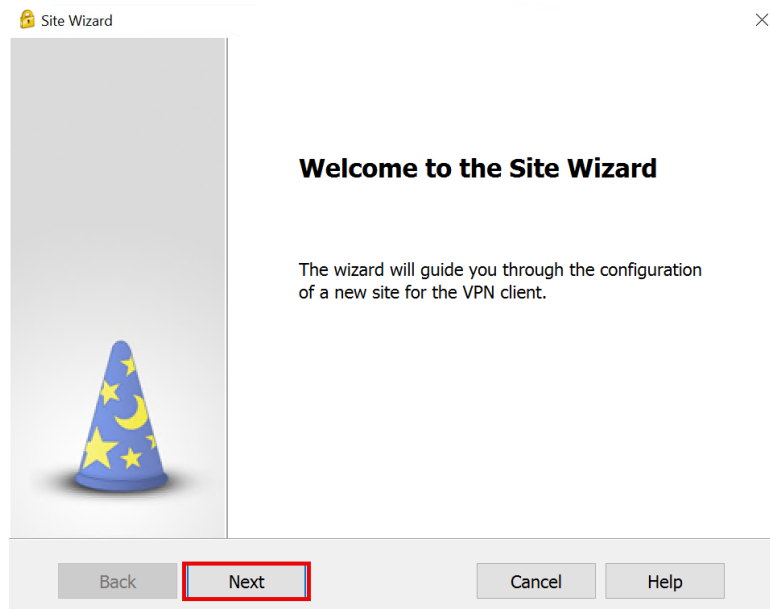 Site Wizard
Welcome to the Site Wizard
The wizard will guide you through the configuration
of a new site for the VPN client.
Back
Next
Cancel
Help